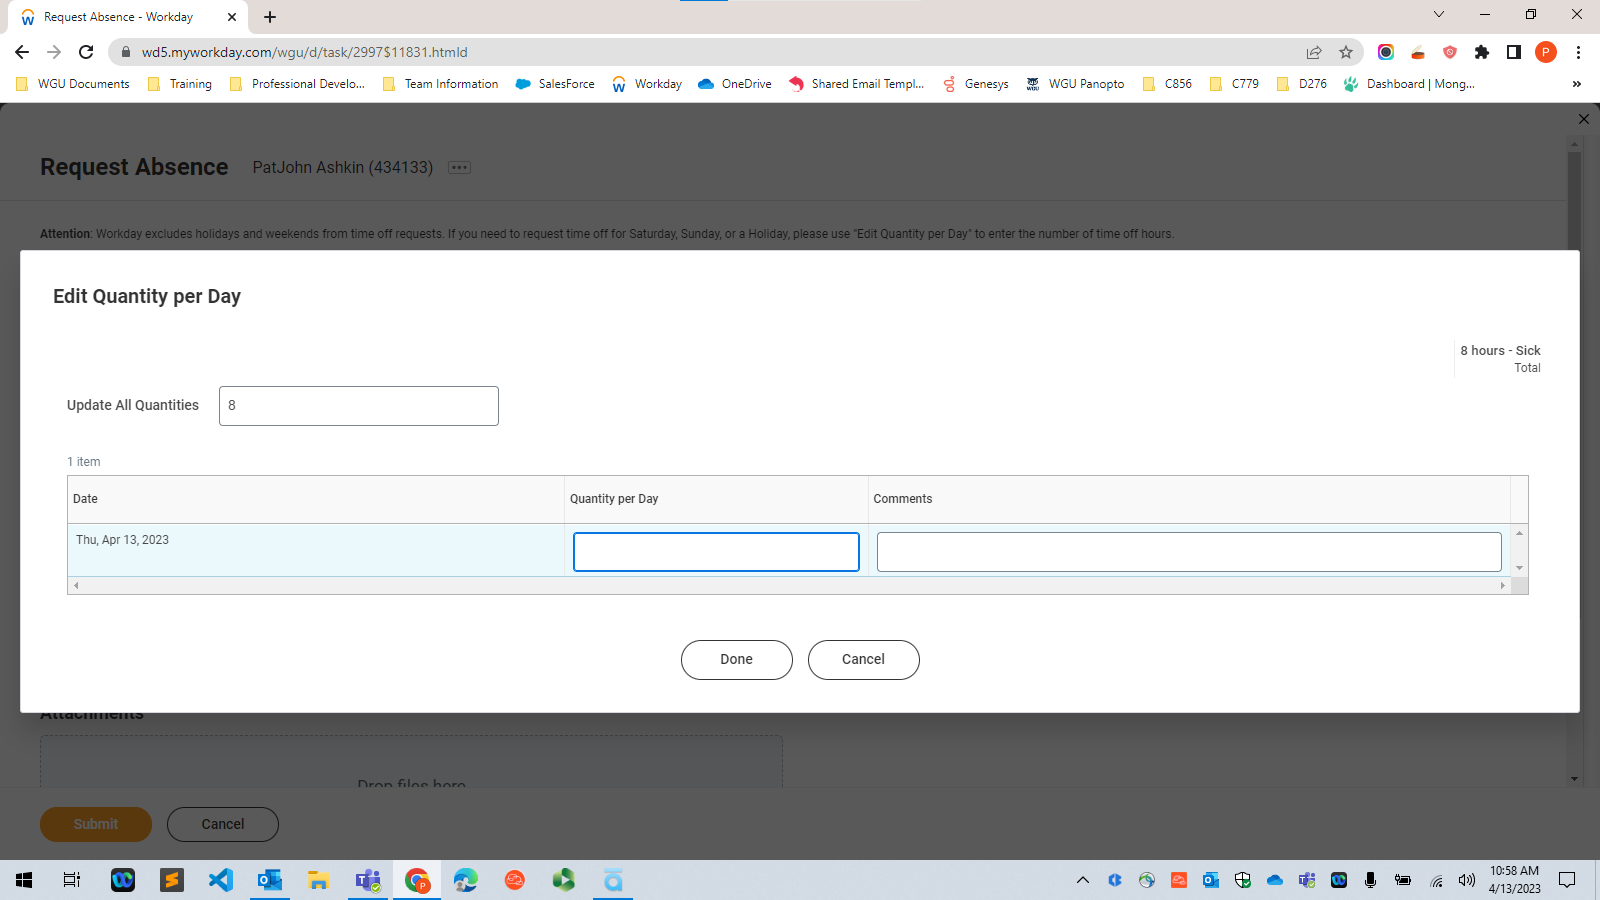 Request Absence - Workday
wd5.myworkday.com/wgu/d/task/2997$11831.htmld
P
WGU Documents Training Professional Develo... Team Information SalesForce Workday OneDrive Shared Email Templ... Genesys WGU Panopto C856 C779 D276 Dashboard | Mong... »
Request Absence PatJohn Ashkin (434133)
Attention: Workday excludes holidays and weekends from time off requests. If you need to request time off for Saturday, Sunday, or a Holiday, please use "Edit Quantity per Day" to enter the number of time off hours.
Edit Quantity per Day
8 hours - Sick
Total
Update All Quantities 8
1 item
Date Quantity per Day Comments
Thu, Apr 13, 2023
Done Cancel
Attachments
Drop files here
Submit Cancel
10:58 AM
4/13/2023